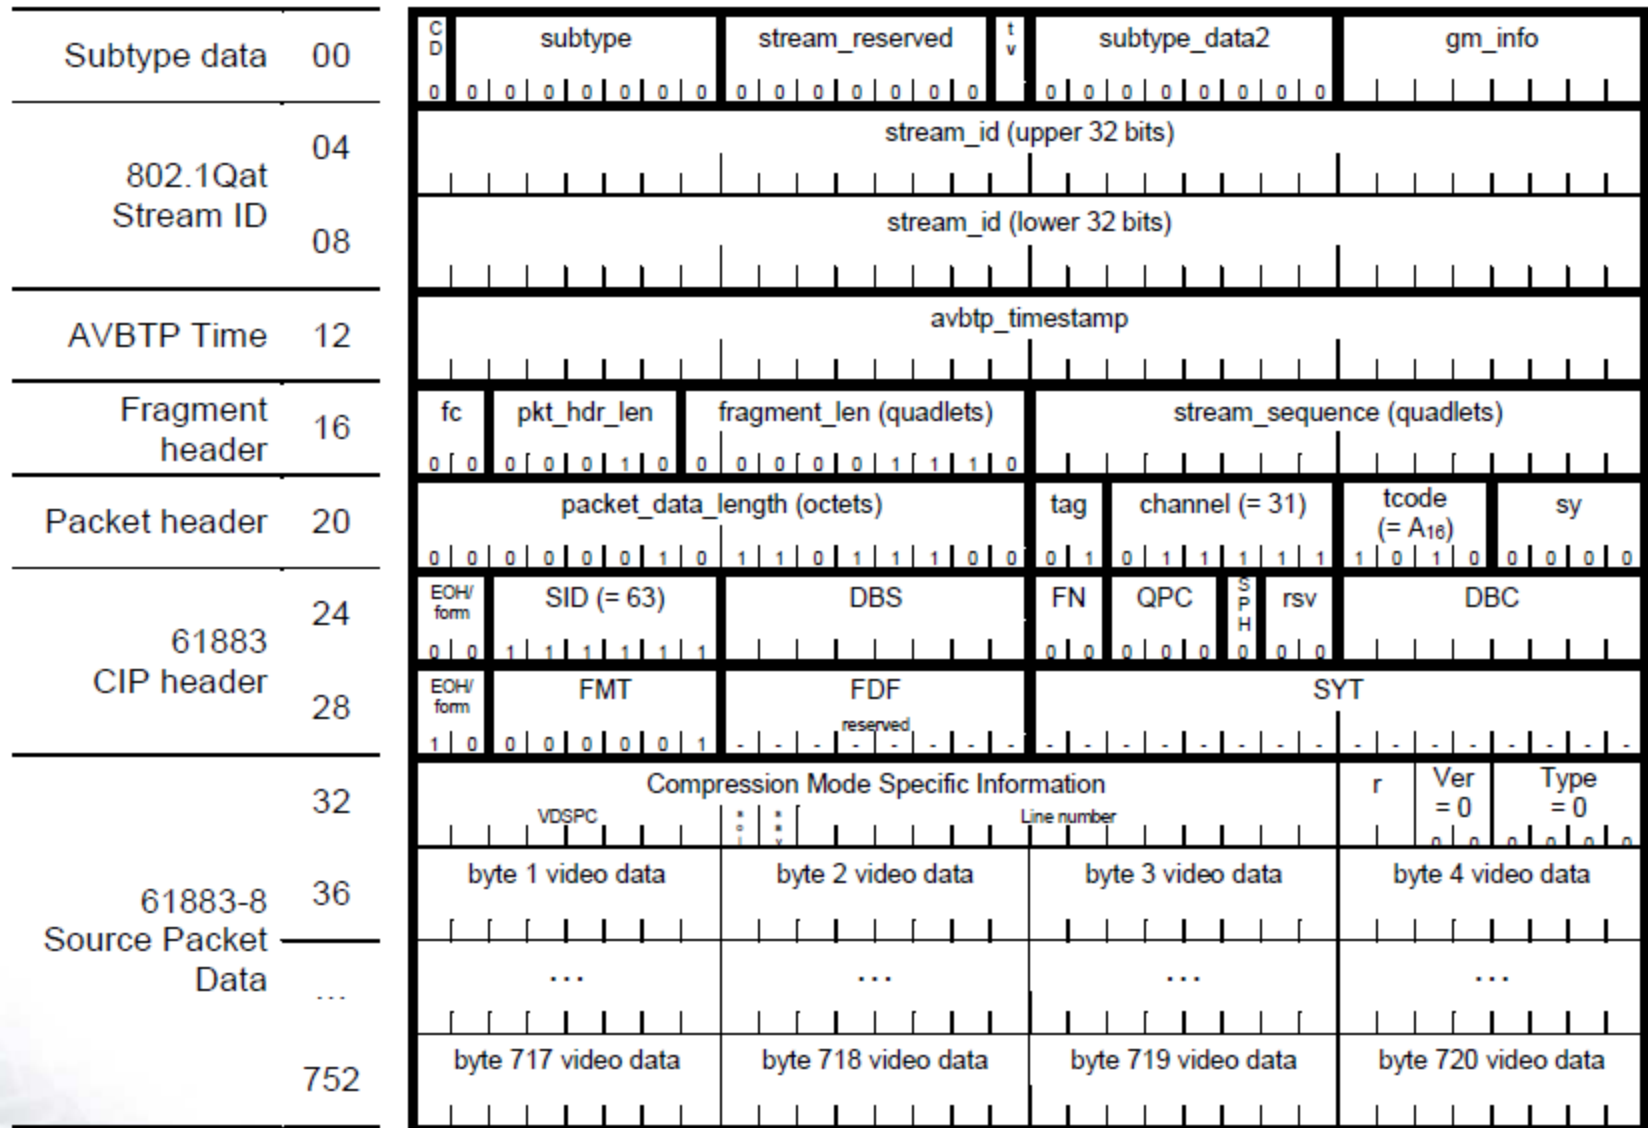 Subtype data 00 CD subtype stream_reserved tv subtype_data2 gm_info
0 0 0 0 0 0 0 0 0 0 0 0 0 0 0 0 0 0 0 0 0 0 0
802.1Qat
Stream ID
04 stream_id (upper 32 bits)
08 stream_id (lower 32 bits)
AVBTP Time 12 avbtp_timestamp
Fragment
header
16 fc pkt_hdr_len fragment_len (quadlets) stream_sequence (quadlets)
0 0 0 0 0 1 0 0 0 0 0 0 1 1 1 0
Packet header 20 packet_data_length (octets) tag channel (= 31) tcode
(= A16) sy
0 0 0 0 0 0 1 0 1 1 0 1 1 1 0 0 0 1 0 1 1 1 1 1 1 0 1 0 0 0 0 0
61883
CIP header
24 EOH/
form SID (= 63) DBS FN QPC SPH rsv DBC
0 0 1 1 1 1 1 1 0 0 0 0 0 0 0 0
28 EOH/
form FMT FDF SYT
reserved
1 0 0 0 0 0 0 1 - - - - - - - - - - - - - - - - - - - - - - - -
61883-8
Source Packet
Data
32 Compression Mode Specific Information r Ver
= 0 Type
= 0
VDSPC Line number
0 0 0 0 0 0
36 byte 1 video data byte 2 video data byte 3 video data byte 4 video data
... ... ... ... ...
752 byte 717 video data byte 718 video data byte 719 video data byte 720 video data